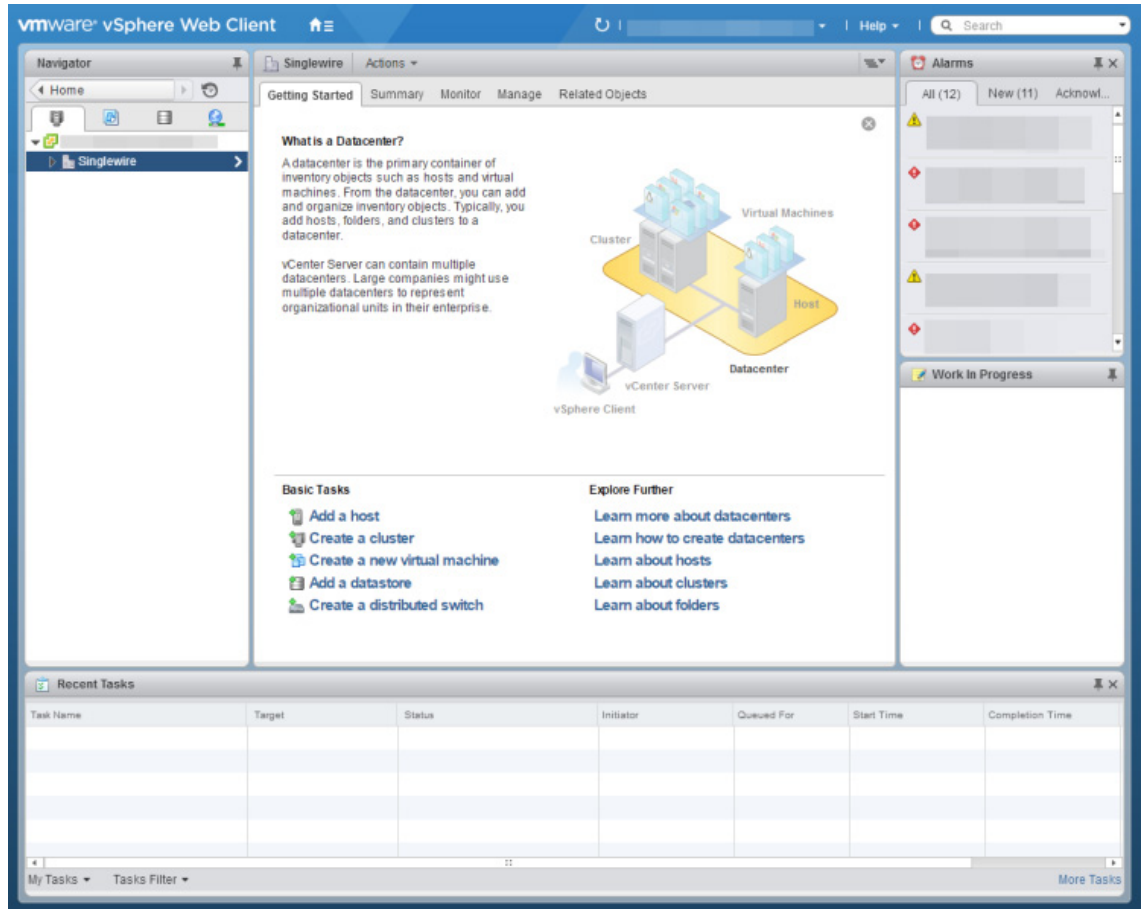 vmware® vSphere Web Client
Help
Search
Navigator
Home
Singlewire
Singlewire
Actions
Getting Started
Summary
Monitor
Manage
Related Objects
What is a Datacenter?
A datacenter is the primary container of
inventory objects such as hosts and virtual
machines. From the datacenter, you can add
and organize inventory objects. Typically, you
add hosts, folders, and clusters to a
datacenter.
vCenter Server can contain multiple
datacenters. Large companies might use
multiple datacenters to represent
organizational units in their enterprise.
Virtual Machines
Cluster
Host
Datacenter
vCenter Server
vSphere Client
Basic Tasks
Add a host
Create a cluster
Create a new virtual machine
Add a datastore
Create a distributed switch
Explore Further
Learn more about datacenters
Learn how to create datacenters
Learn about hosts
Learn about clusters
Learn about folders
Alarms
All (12)
New (11)
Acknowl...
Work In Progress
Recent Tasks
Task Name
Target
Status
Initiator
Queued For
Start Time
Completion Time
My Tasks
Tasks Filter
More Tasks